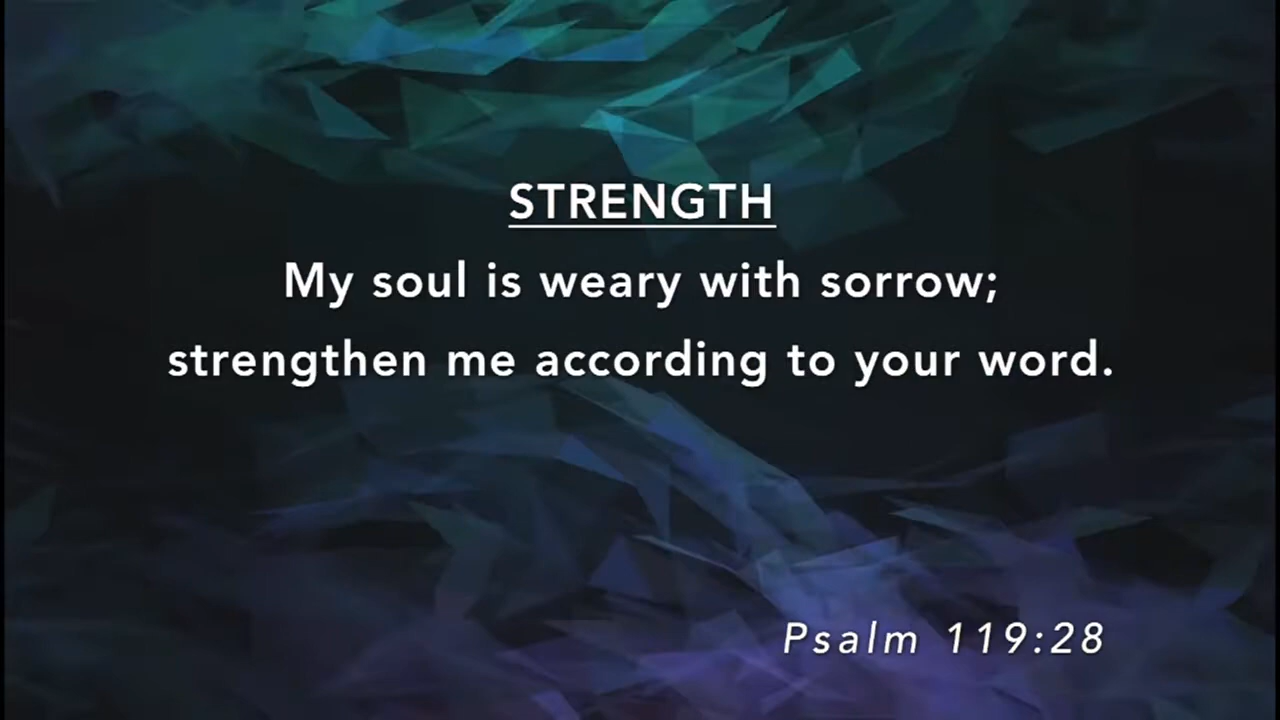 STRENGTH
My soul is weary with sorrow;
strengthen me according to your word.
Psalm 119:28